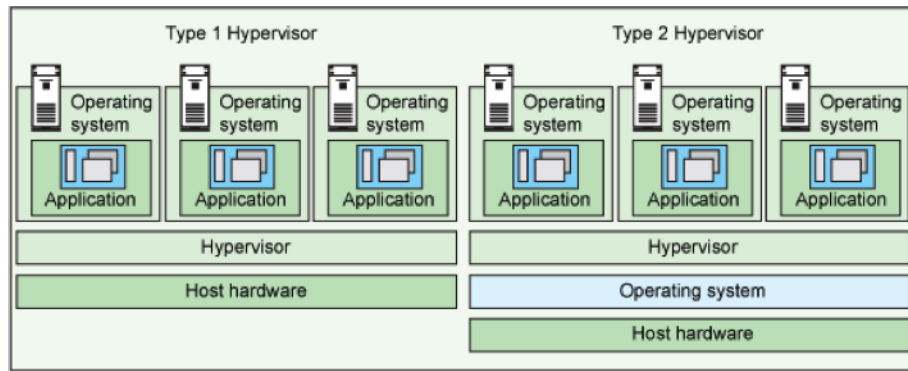 Type 1 Hypervisor
Operating
system
Application
Operating
system
Application
Operating
system
Application
Hypervisor
Host hardware
Type 2 Hypervisor
Operating
system
Application
Operating
system
Application
Operating
system
Application
Hypervisor
Operating system
Host hardware